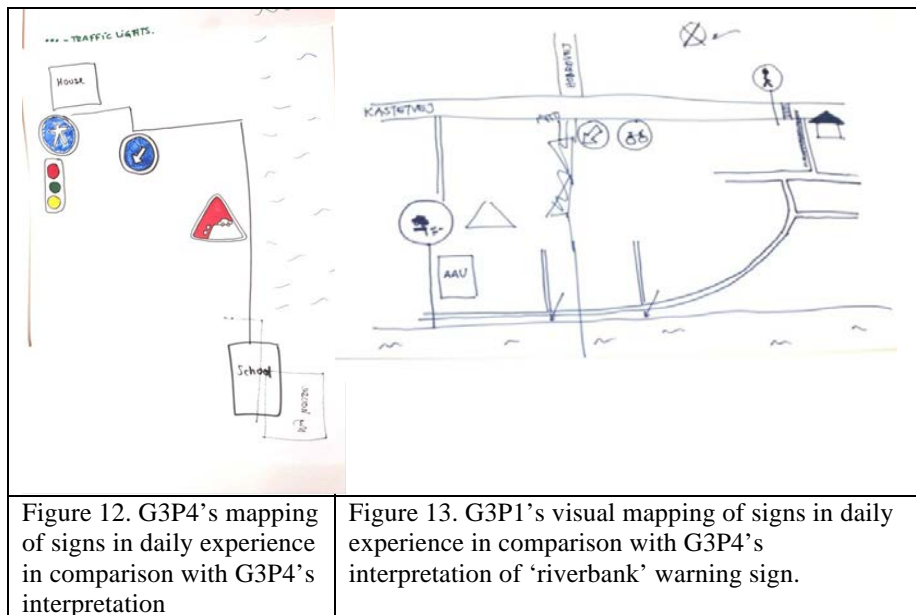 TRAFFIC LIGHTS.
HOUSE
School
HOBROVEJ
KASTETVEJ
AAU
Figure 12. G3P4’s mapping
of signs in daily experience
in comparison with G3P4’s
interpretation
Figure 13. G3P1’s visual mapping of signs in daily
experience in comparison with G3P4’s
interpretation of ‘riverbank’ warning sign.